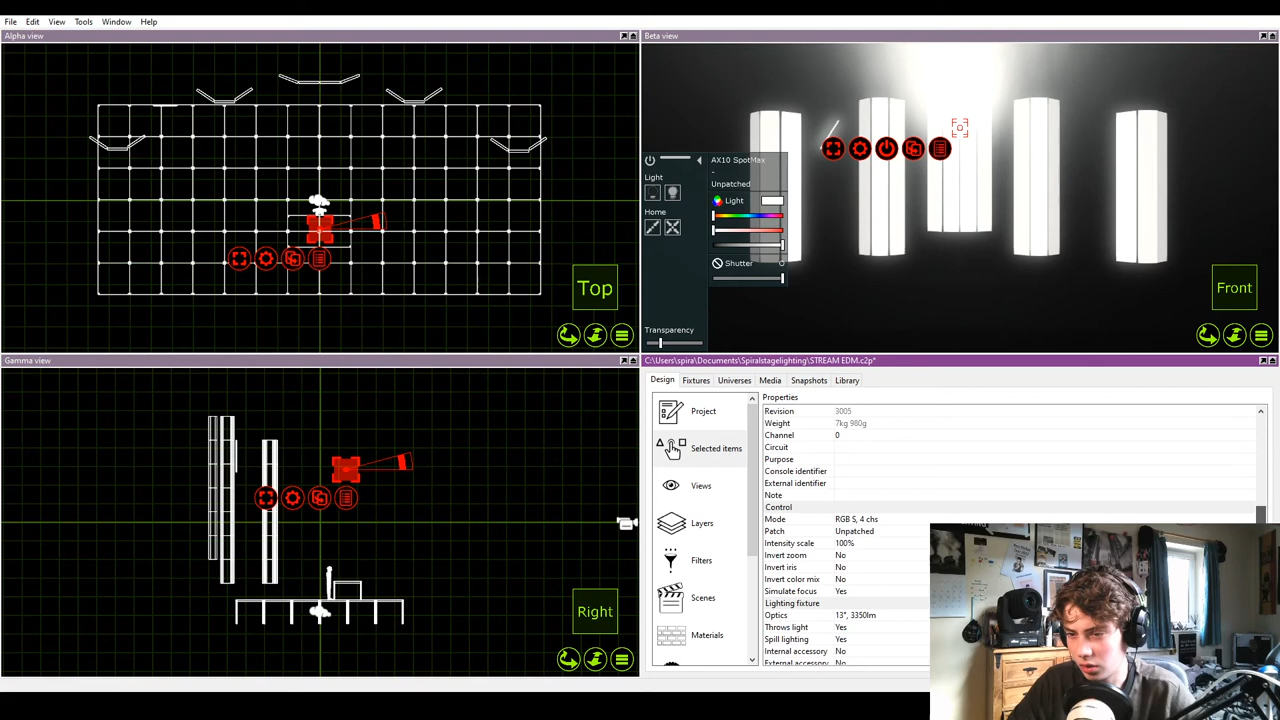 File Edit View Tools Window Help
Alpha view
Beta view
Top
AX10 SpotMax
-
Unpatched
Light
Light
Home
Shutter
Transparency
Front
Gamma view
Right
C:\Users\spira\Documents\Spiralstagelighting\STREAM EDM.c2p*
Design Fixtures Universes Media Snapshots Library
Project
Selected items
Views
Layers
Filters
Scenes
Materials
Properties
Revision 3005
Weight 7kg 980g
Channel 0
Circuit
Purpose
Console identifier
External identifier
Note
Control
Mode RGB S, 4 chs
Patch Unpatched
Intensity scale 100%
Invert zoom No
Invert iris No
Invert color mix No
Simulate focus Yes
Lighting fixture
Optics 13°, 3350lm
Throws light Yes
Spill lighting Yes
Internal accessory No
External accessory No